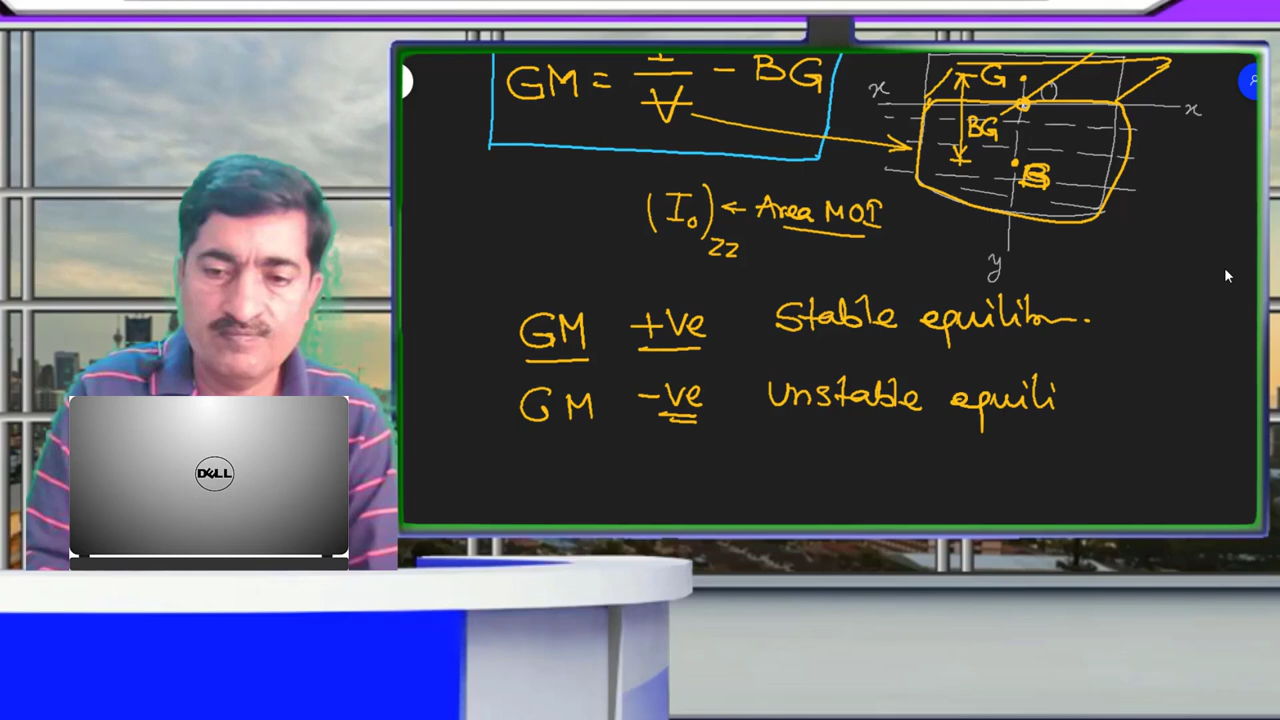 GM = I/V - BG
G
x
x
O
BG
B
(I₀)zz ← Area MOI
y
GM +ve Stable equilibm.
GM -ve Unstable equili
DELL